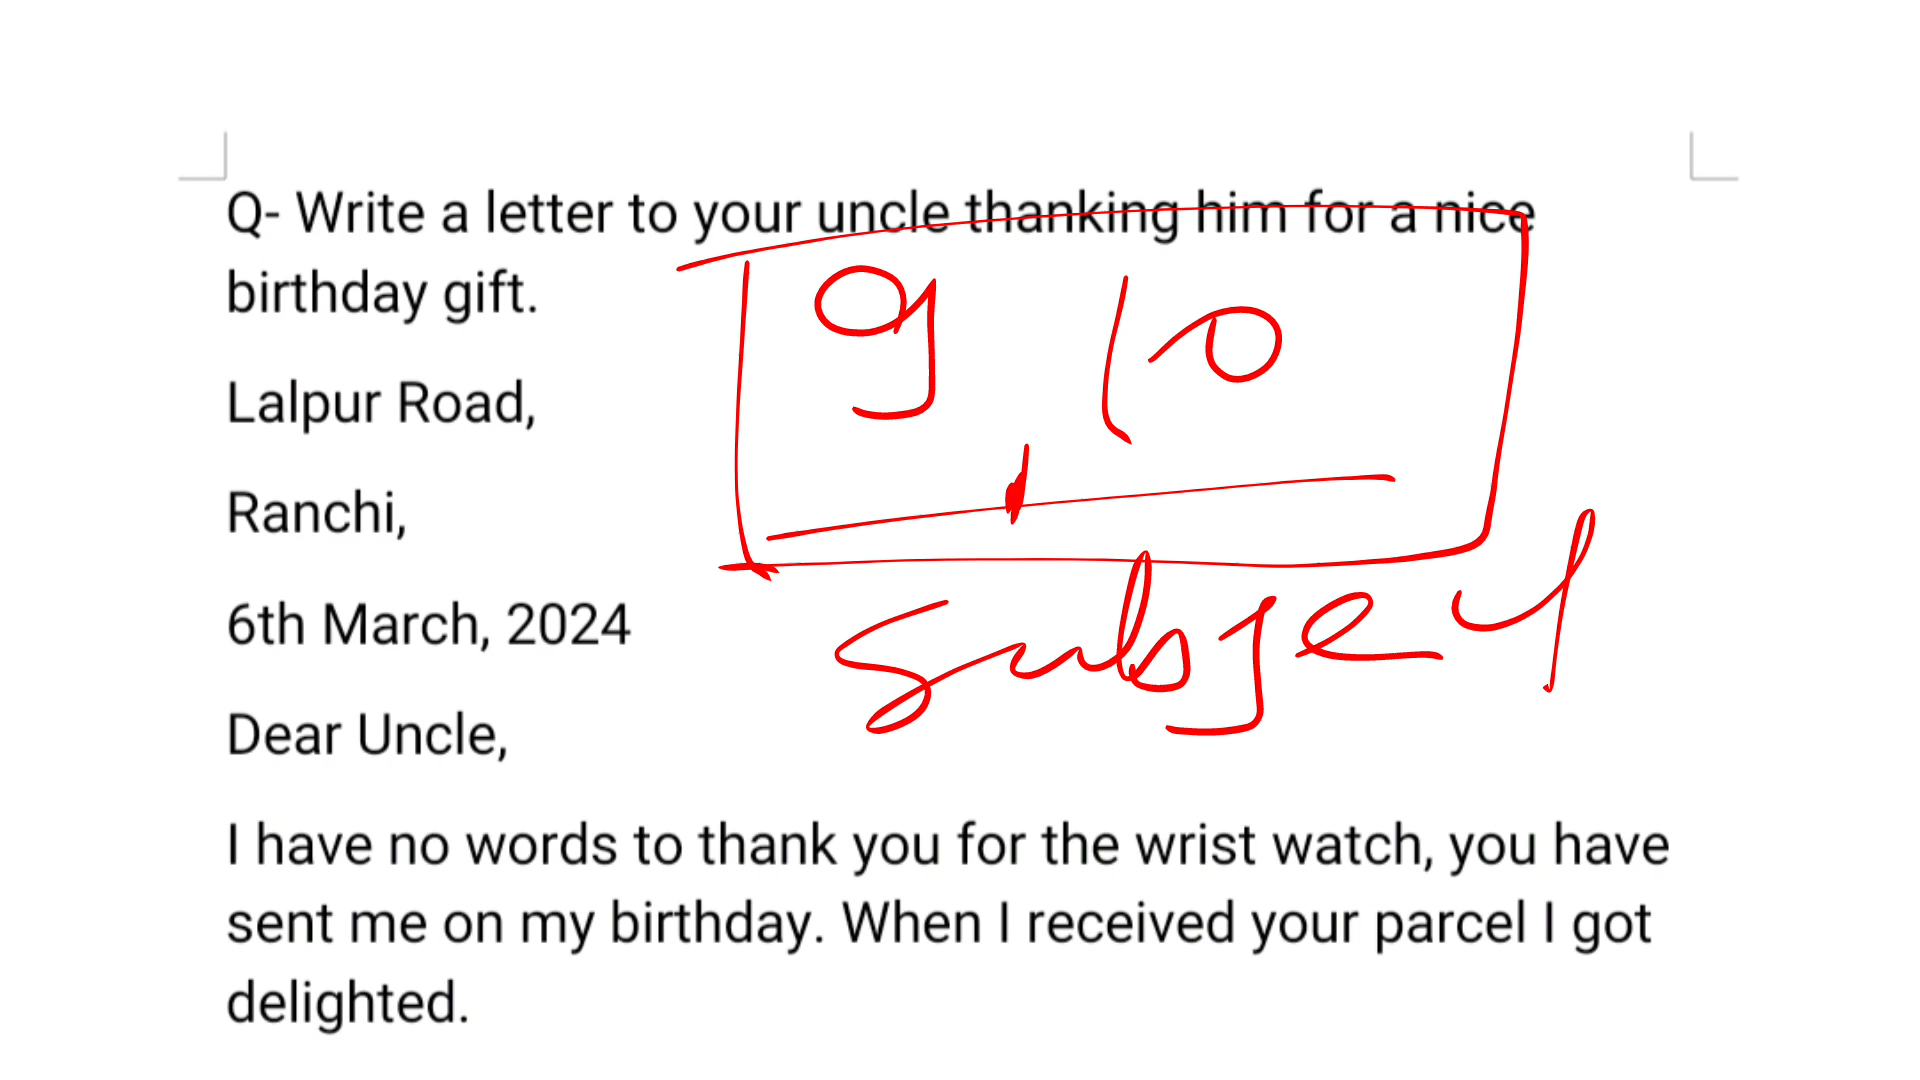 Q- Write a letter to your uncle thanking him for a nice
birthday gift.
9 10
Lalpur Road,
Ranchi,
6th March, 2024
Subject
Dear Uncle,
I have no words to thank you for the wrist watch, you have
sent me on my birthday. When I received your parcel I got
delighted.